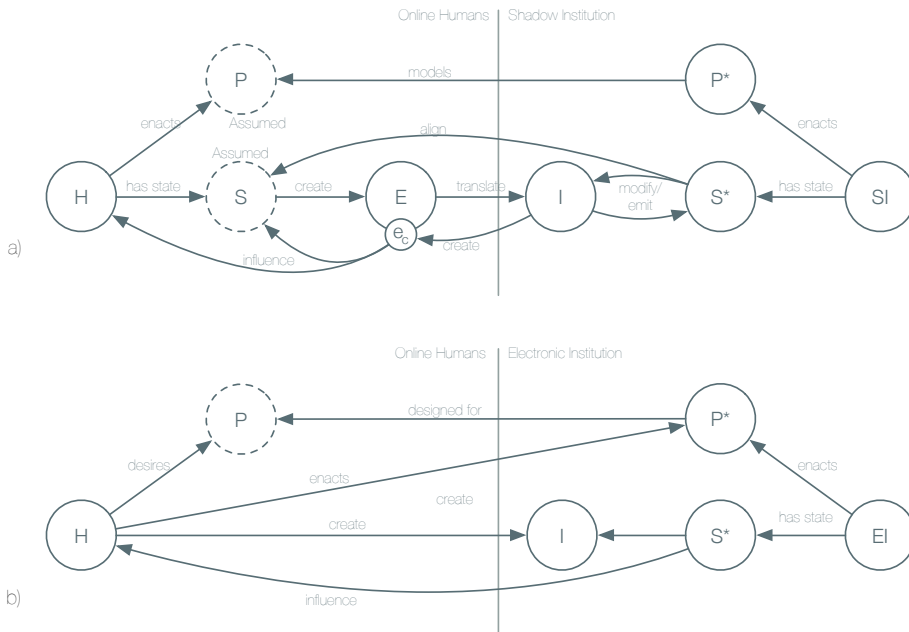 Online Humans
Shadow Institution
P
models
P*
enacts
Assumed
enacts
align
Assumed
H
has state
S
create
E
translate
I
modify/
emit
S*
has state
SI
e_c
create
influence
a)
Online Humans
Electronic Institution
P
designed for
P*
desires
enacts
enacts
create
create
has state
H
I
S*
EI
influence
b)